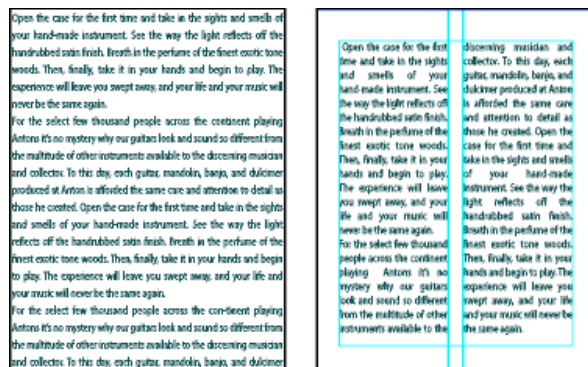 Open the case for the first time and take in the sights and smells of
your hand-made instrument. See the way the light reflects off the
handrubbed satin finish. Breath in the perfume of the finest exotic tone
woods. Then, finally, take it in your hands and begin to play. The
experience will leave you swept away, and your life and your music will
never be the same again.
For the select few thousand people across the continent playing
Antons it's no mystery why our guitars look and sound so different from
the multitude of other instruments available to the discerning musician
and collector. To this day, each guitar, mandolin, banjo, and dulcimer
produced at Anton is afforded the same care and attention to detail as
those he created. Open the case for the first time and take in the sights
and smells of your hand-made instrument. See the way the light
reflects off the handrubbed satin finish. Breath in the perfume of the
finest exotic tone woods. Then, finally, take it in your hands and begin
to play. The experience will leave you swept away, and your life and
your music will never be the same again.
For the select few thousand people across the con-tinent playing
Antons it's no mystery why our guitars look and sound so different from
the multitude of other instruments available to the discerning musician
and collector. To this day, each guitar, mandolin, banjo, and dulcimer
Open the case for the first
time and take in the sights
and smells of your
hand-made instrument. See
the way the light reflects off
the handrubbed satin finish.
Breath in the perfume of the
finest exotic tone woods.
Then, finally, take it in your
hands and begin to play.
The experience will leave
you swept away, and your
life and your music will
never be the same again.
For the select few thousand
people across the continent
playing Antons it's no
mystery why our guitars
look and sound so different
from the multitude of other
instruments available to the
discerning musician and
collector. To this day, each
guitar, mandolin, banjo, and
dulcimer produced at Anton
is afforded the same care
and attention to detail as
those he created. Open the
case for the first time and
take in the sights and smells
of your hand-made
instrument. See the way the
light reflects off the
handrubbed satin finish.
Breath in the perfume of the
finest exotic tone woods.
Then, finally, take it in your
hands and begin to play. The
experience will leave you
swept away, and your life
and your music will never be
the same again.